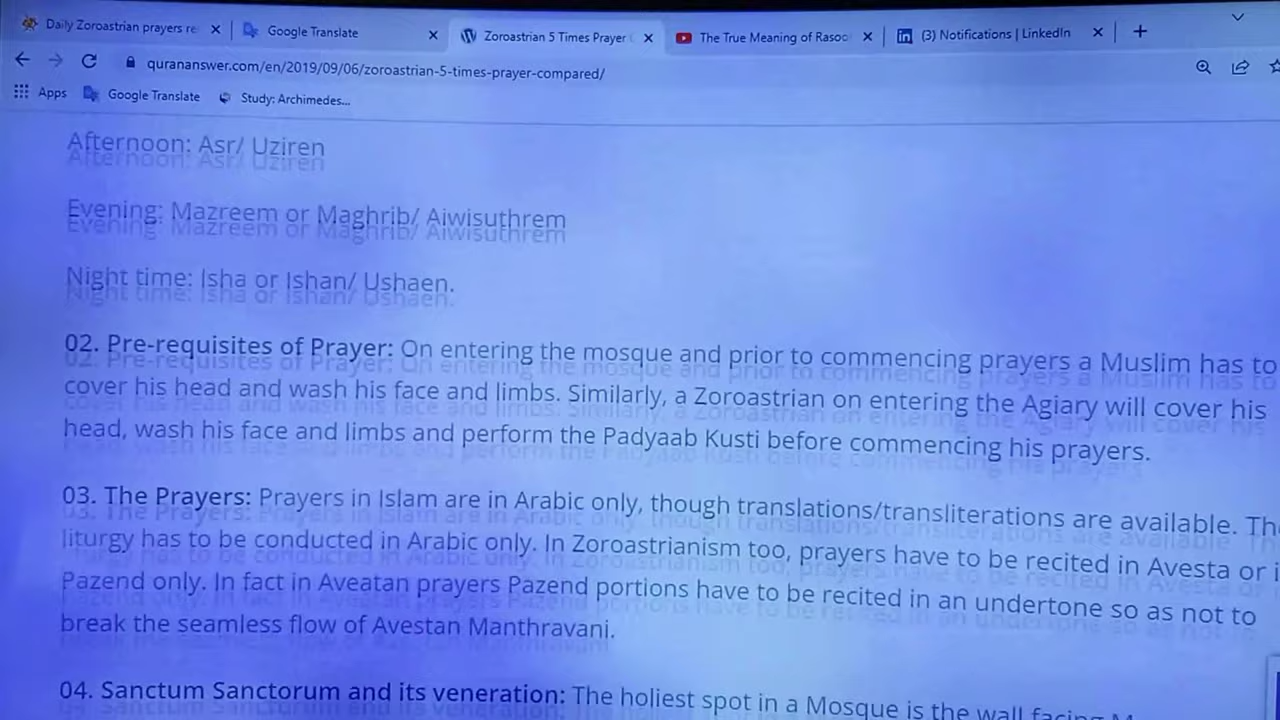 Daily Zoroastrian prayers re
Google Translate
Zoroastrian 5 Times Prayer
The True Meaning of Rasoo
(3) Notifications | LinkedIn
qurananswer.com/en/2019/09/06/zoroastrian-5-times-prayer-compared/
Apps
Google Translate
Study: Archimedes...
Afternoon: Asr/ Uziren
Evening: Mazreem or Maghrib/ Aiwisuthrem
Night time: Isha or Ishan/ Ushaen.
02. Pre-requisites of Prayer: On entering the mosque and prior to commencing prayers a Muslim has to
cover his head and wash his face and limbs. Similarly, a Zoroastrian on entering the Agiary will cover his
head, wash his face and limbs and perform the Padyaab Kusti before commencing his prayers.
03. The Prayers: Prayers in Islam are in Arabic only, though translations/transliterations are available. Th
liturgy has to be conducted in Arabic only. In Zoroastrianism too, prayers have to be recited in Avesta or i
Pazend only. In fact in Aveatan prayers Pazend portions have to be recited in an undertone so as not to
break the seamless flow of Avestan Manthravani.
04. Sanctum Sanctorum and its veneration: The holiest spot in a Mosque is the wall facing